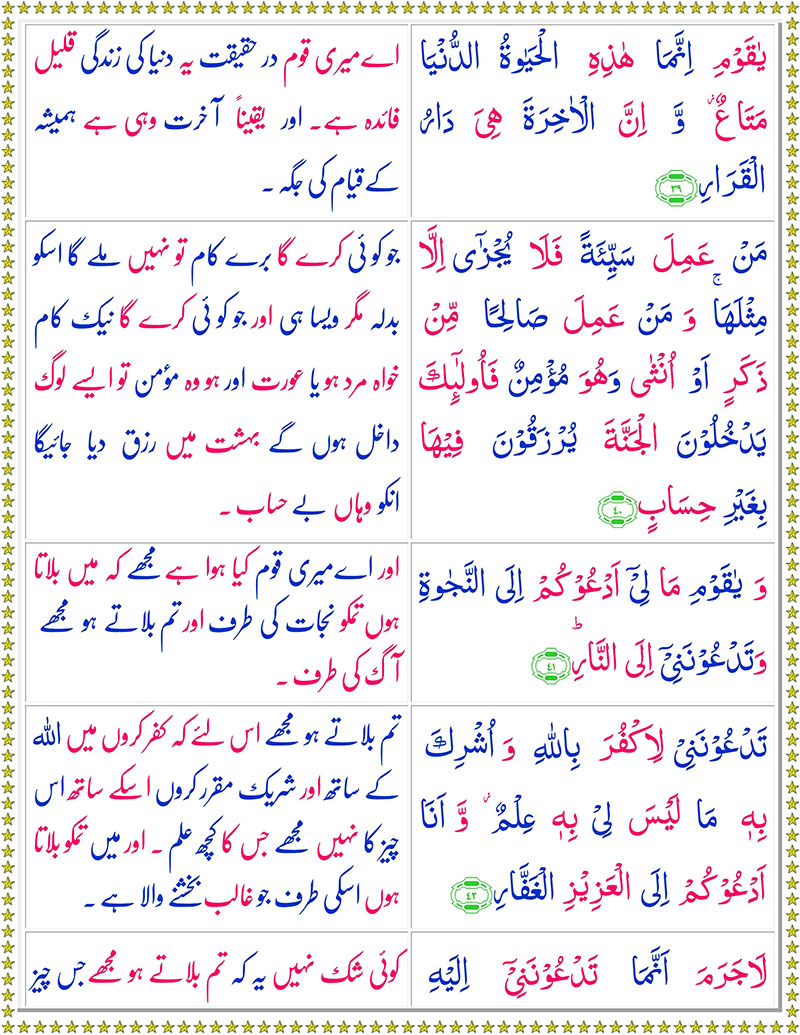 يٰقَوْمِ اِنَّمَا هٰذِهِ الْحَيٰوةُ الدُّنْيَا
مَتَاعٌ ۫ وَّ اِنَّ الْاٰخِرَةَ هِيَ دَارُ
الْقَرَارِ ﴿۳۹﴾
اے میری قوم در حقیقت یہ دنیا کی زندگی قلیل
فائدہ ہے۔ اور یقیناً آخرت وہی ہے ہمیشہ
کے قیام کی جگہ ۔
مَنْ عَمِلَ سَيِّئَةً فَلَا يُجْزٰٓى اِلَّا
مِثْلَهَا ۚ وَ مَنْ عَمِلَ صَالِحًا مِّنْ
ذَكَرٍ اَوْ اُنْثٰى وَهُوَ مُؤْمِنٌ فَاُولٰٓئِكَ
يَدْخُلُوْنَ الْجَنَّةَ يُرْزَقُوْنَ فِيْهَا
بِغَيْرِ حِسَابٍ ﴿۴۰﴾
جو کوئی کرے گا برے کام تو نہیں ملے گا اسکو
بدلہ مگر ویسا ہی اور جو کوئی کرے گا نیک کام
خواہ مرد ہو یا عورت اور ہو وہ مؤمن تو ایسے لوگ
داخل ہوں گے بہشت میں رزق دیا جائیگا
انکو وہاں بے حساب ۔
وَ يٰقَوْمِ مَا لِيْٓ اَدْعُوْكُمْ اِلَى النَّجٰوةِ
وَتَدْعُوْنَنِيْٓ اِلَى النَّارِ ؕ ﴿۴۱﴾
اور اے میری قوم کیا ہوا ہے مجھے کہ میں بلاتا
ہوں تمکو نجات کی طرف اور تم بلاتے ہو مجھے
آگ کی طرف ۔
تَدْعُوْنَنِيْ لِاَكْفُرَ بِاللّٰهِ وَ اُشْرِكَ
بِهٖ مَا لَيْسَ لِيْ بِهٖ عِلْمٌ ۫ وَّ اَنَا
اَدْعُوْكُمْ اِلَى الْعَزِيْزِ الْغَفَّارِ ﴿۴۲﴾
تم بلاتے ہو مجھے اس لئے کہ کفر کروں میں اللہ
کے ساتھ اور شریک مقرر کروں اسکے ساتھ اس
چیز کا نہیں مجھے جس کا کچھ علم ۔ اور میں تمکو بلاتا
ہوں اسکی طرف جو غالب بخشنے والا ہے ۔
لَاجَرَمَ اَنَّمَا تَدْعُوْنَنِيْٓ اِلَيْهِ
کوئی شک نہیں یہ کہ تم بلاتے ہو مجھے جس چیز